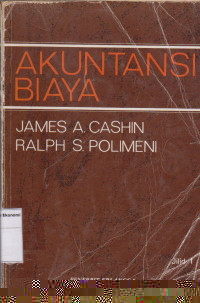 AKUNTANSI
BIAYA
JAMES A. CASHIN
RALPH S. POLIMENI
Jilid 1